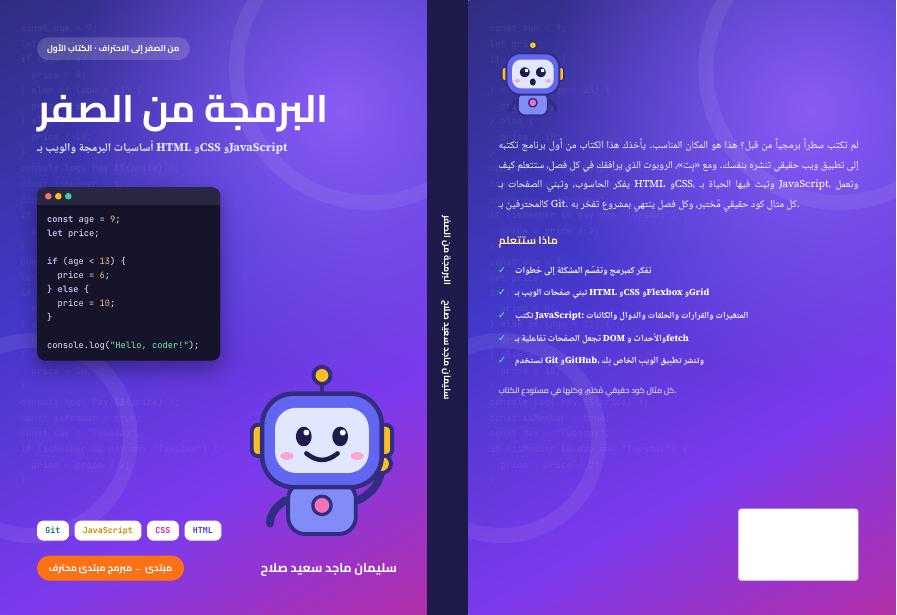 من الصفر إلى الاحتراف · الكتاب الأول
البرمجة من الصفر
أساسيات البرمجة والويب بـ HTML وCSS وJavaScript
const age = 9;
let price;
if (age < 13) {
price = 6;
} else {
price = 10;
}
console.log("Hello, coder!");
Git JavaScript CSS HTML
مبتدئ ← مبرمج مبتدئ محترف
سليمان ماجد سعيد صلاح
البرمجة من الصفر سليمان ماجد سعيد صلاح
لم تكتب سطراً برمجياً من قبل؟ هذا هو المكان المناسب. يأخذك هذا الكتاب من أول برنامج تكتبه
إلى تطبيق ويب حقيقي تنشره بنفسك. ومع «بِت»، الروبوت الذي يرافقك في كل فصل، ستتعلم كيف
يفكر الحاسوب، وتبني الصفحات بـ HTML وCSS, وتبث فيها الحياة بـ JavaScript, وتعمل
كالمحترفين بـ Git. كل مثال كود حقيقي مُختبر، وكل فصل ينتهي بمشروع تفخر به.
ماذا ستتعلم
✓ تفكر كمبرمج وتقسّم المشكلة إلى خطوات
✓ تبني صفحات الويب بـ HTML وCSS وFlexbox وGrid
✓ تكتب JavaScript: المتغيرات والقرارات والحلقات والدوال والكائنات
✓ تجعل الصفحات تفاعلية بـ DOM والأحداث وfetch
✓ تستخدم Git وGitHub, وتنشر تطبيق الويب الخاص بك
كل مثال كود حقيقي مُختبر، وكلها في مستودع الكتاب.